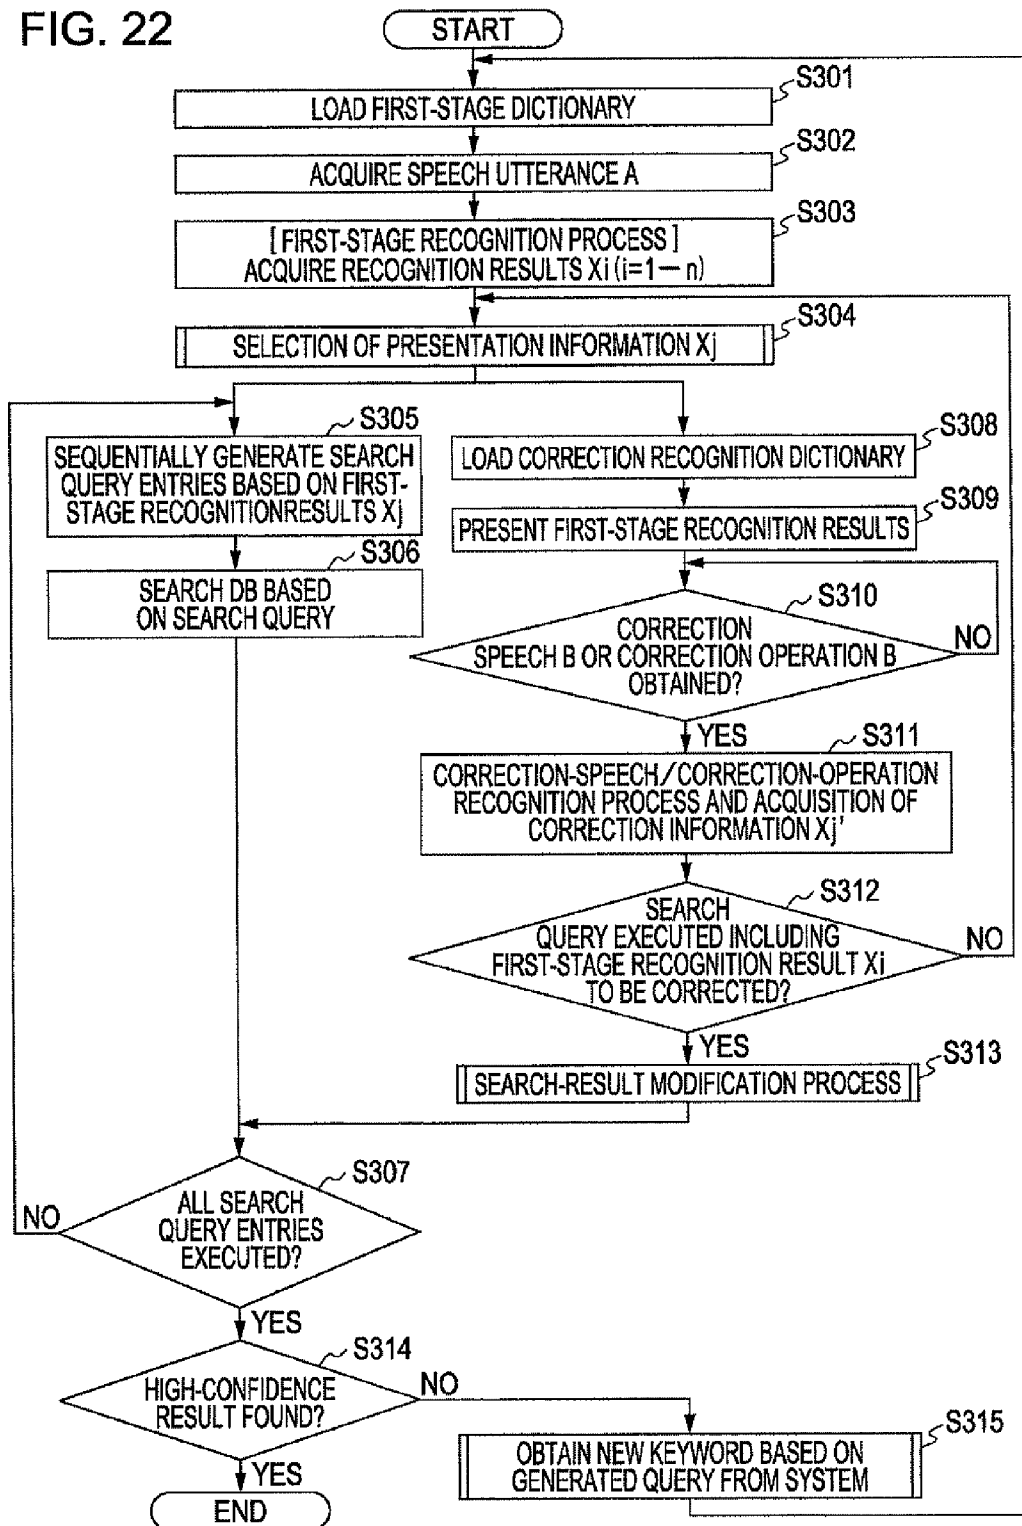 FIG. 22
START
S301
LOAD FIRST-STAGE DICTIONARY
S302
ACQUIRE SPEECH UTTERANCE A
S303
[ FIRST-STAGE RECOGNITION PROCESS ]
ACQUIRE RECOGNITION RESULTS Xi (i=1－n)
S304
SELECTION OF PRESENTATION INFORMATION Xj
S305
SEQUENTIALLY GENERATE SEARCH
QUERY ENTRIES BASED ON FIRST-
STAGE RECOGNITIONRESULTS Xj
S306
SEARCH DB BASED
ON SEARCH QUERY
S308
LOAD CORRECTION RECOGNITION DICTIONARY
S309
PRESENT FIRST-STAGE RECOGNITION RESULTS
S310
CORRECTION
SPEECH B OR CORRECTION OPERATION B
OBTAINED?
NO
YES
S311
CORRECTION-SPEECH/CORRECTION-OPERATION
RECOGNITION PROCESS AND ACQUISITION OF
CORRECTION INFORMATION Xj'
S312
SEARCH
QUERY EXECUTED INCLUDING
FIRST-STAGE RECOGNITION RESULT Xi
TO BE CORRECTED?
NO
YES
S313
SEARCH-RESULT MODIFICATION PROCESS
S307
ALL SEARCH
QUERY ENTRIES
EXECUTED?
NO
YES
S314
HIGH-CONFIDENCE
RESULT FOUND?
NO
YES
S315
OBTAIN NEW KEYWORD BASED ON
GENERATED QUERY FROM SYSTEM
END